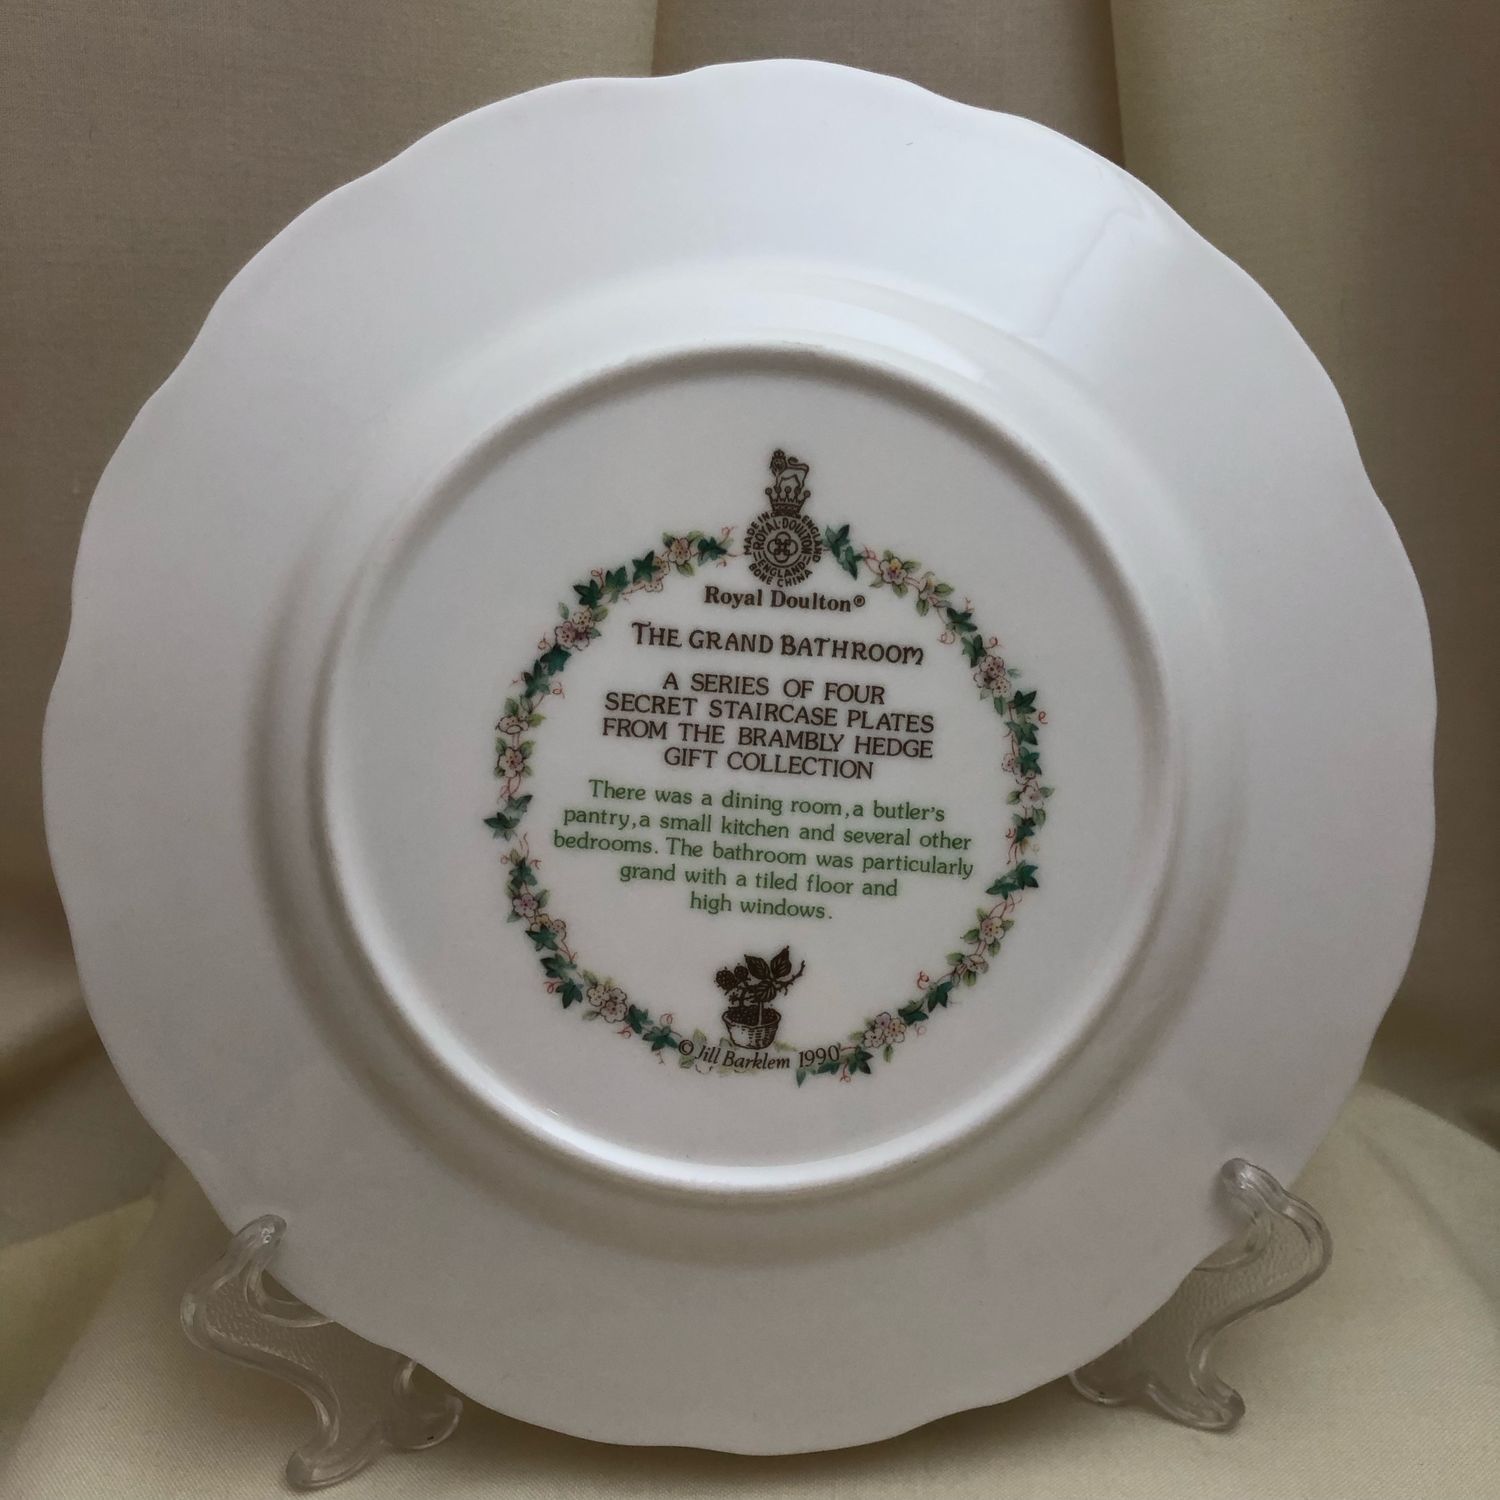 MADE IN ENGLAND
ROYAL·DOULTON
ENGLAND
BONE CHINA
Royal Doulton®
THE GRAND BATHROOM
A SERIES OF FOUR
SECRET STAIRCASE PLATES
FROM THE BRAMBLY HEDGE
GIFT COLLECTION
There was a dining room, a butler's
pantry, a small kitchen and several other
bedrooms. The bathroom was particularly
grand with a tiled floor and
high windows.
© Jill Barklem 1990